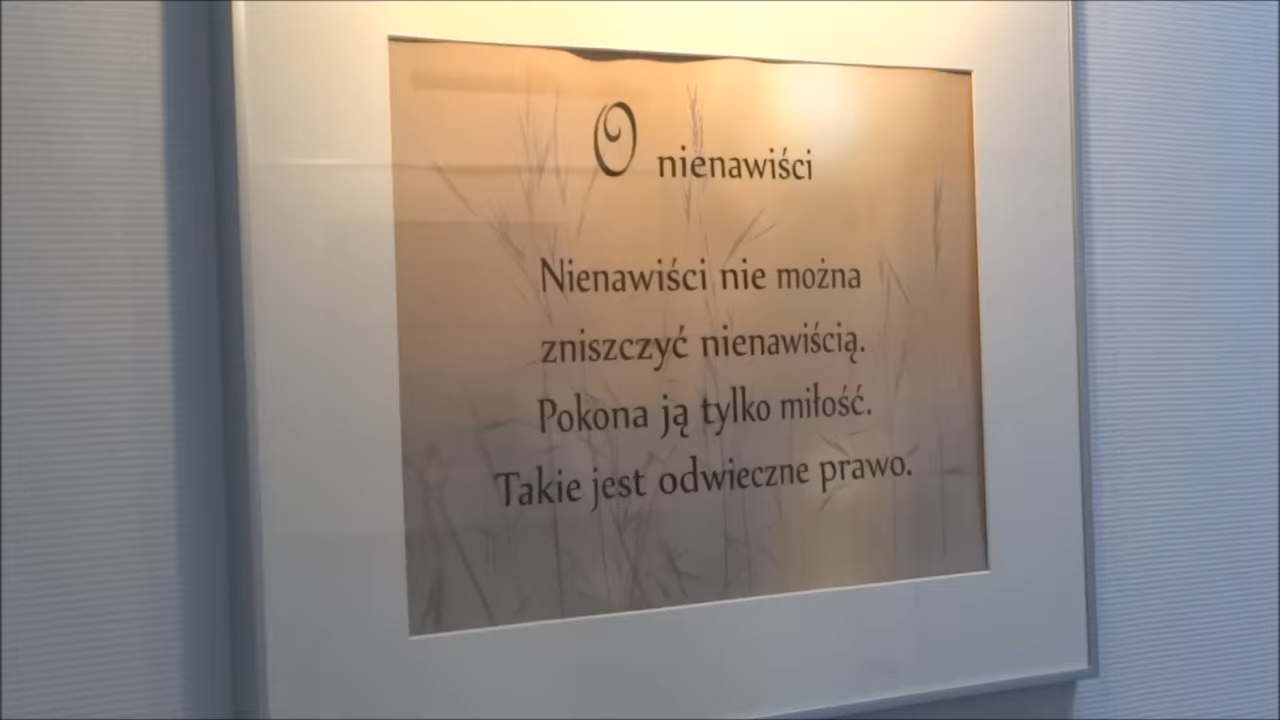 O nienawiści
Nienawiści nie można
zniszczyć nienawiścią.
Pokona ją tylko miłość.
Takie jest odwieczne prawo.